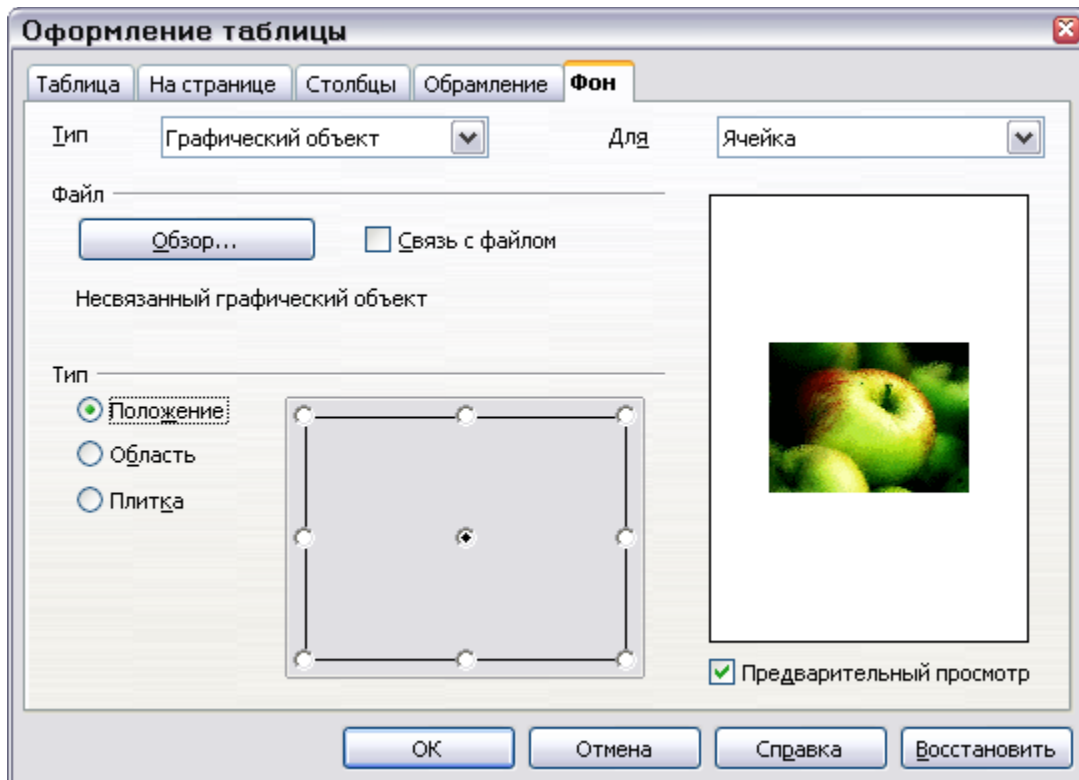 Оформление таблицы
Таблица На странице Столбцы Обрамление Фон
Тип Графический объект Для Ячейка
Файл
Обзор... Связь с файлом
Несвязанный графический объект
Тип
Положение
Область
Плитка
Предварительный просмотр
ОК Отмена Справка Восстановить